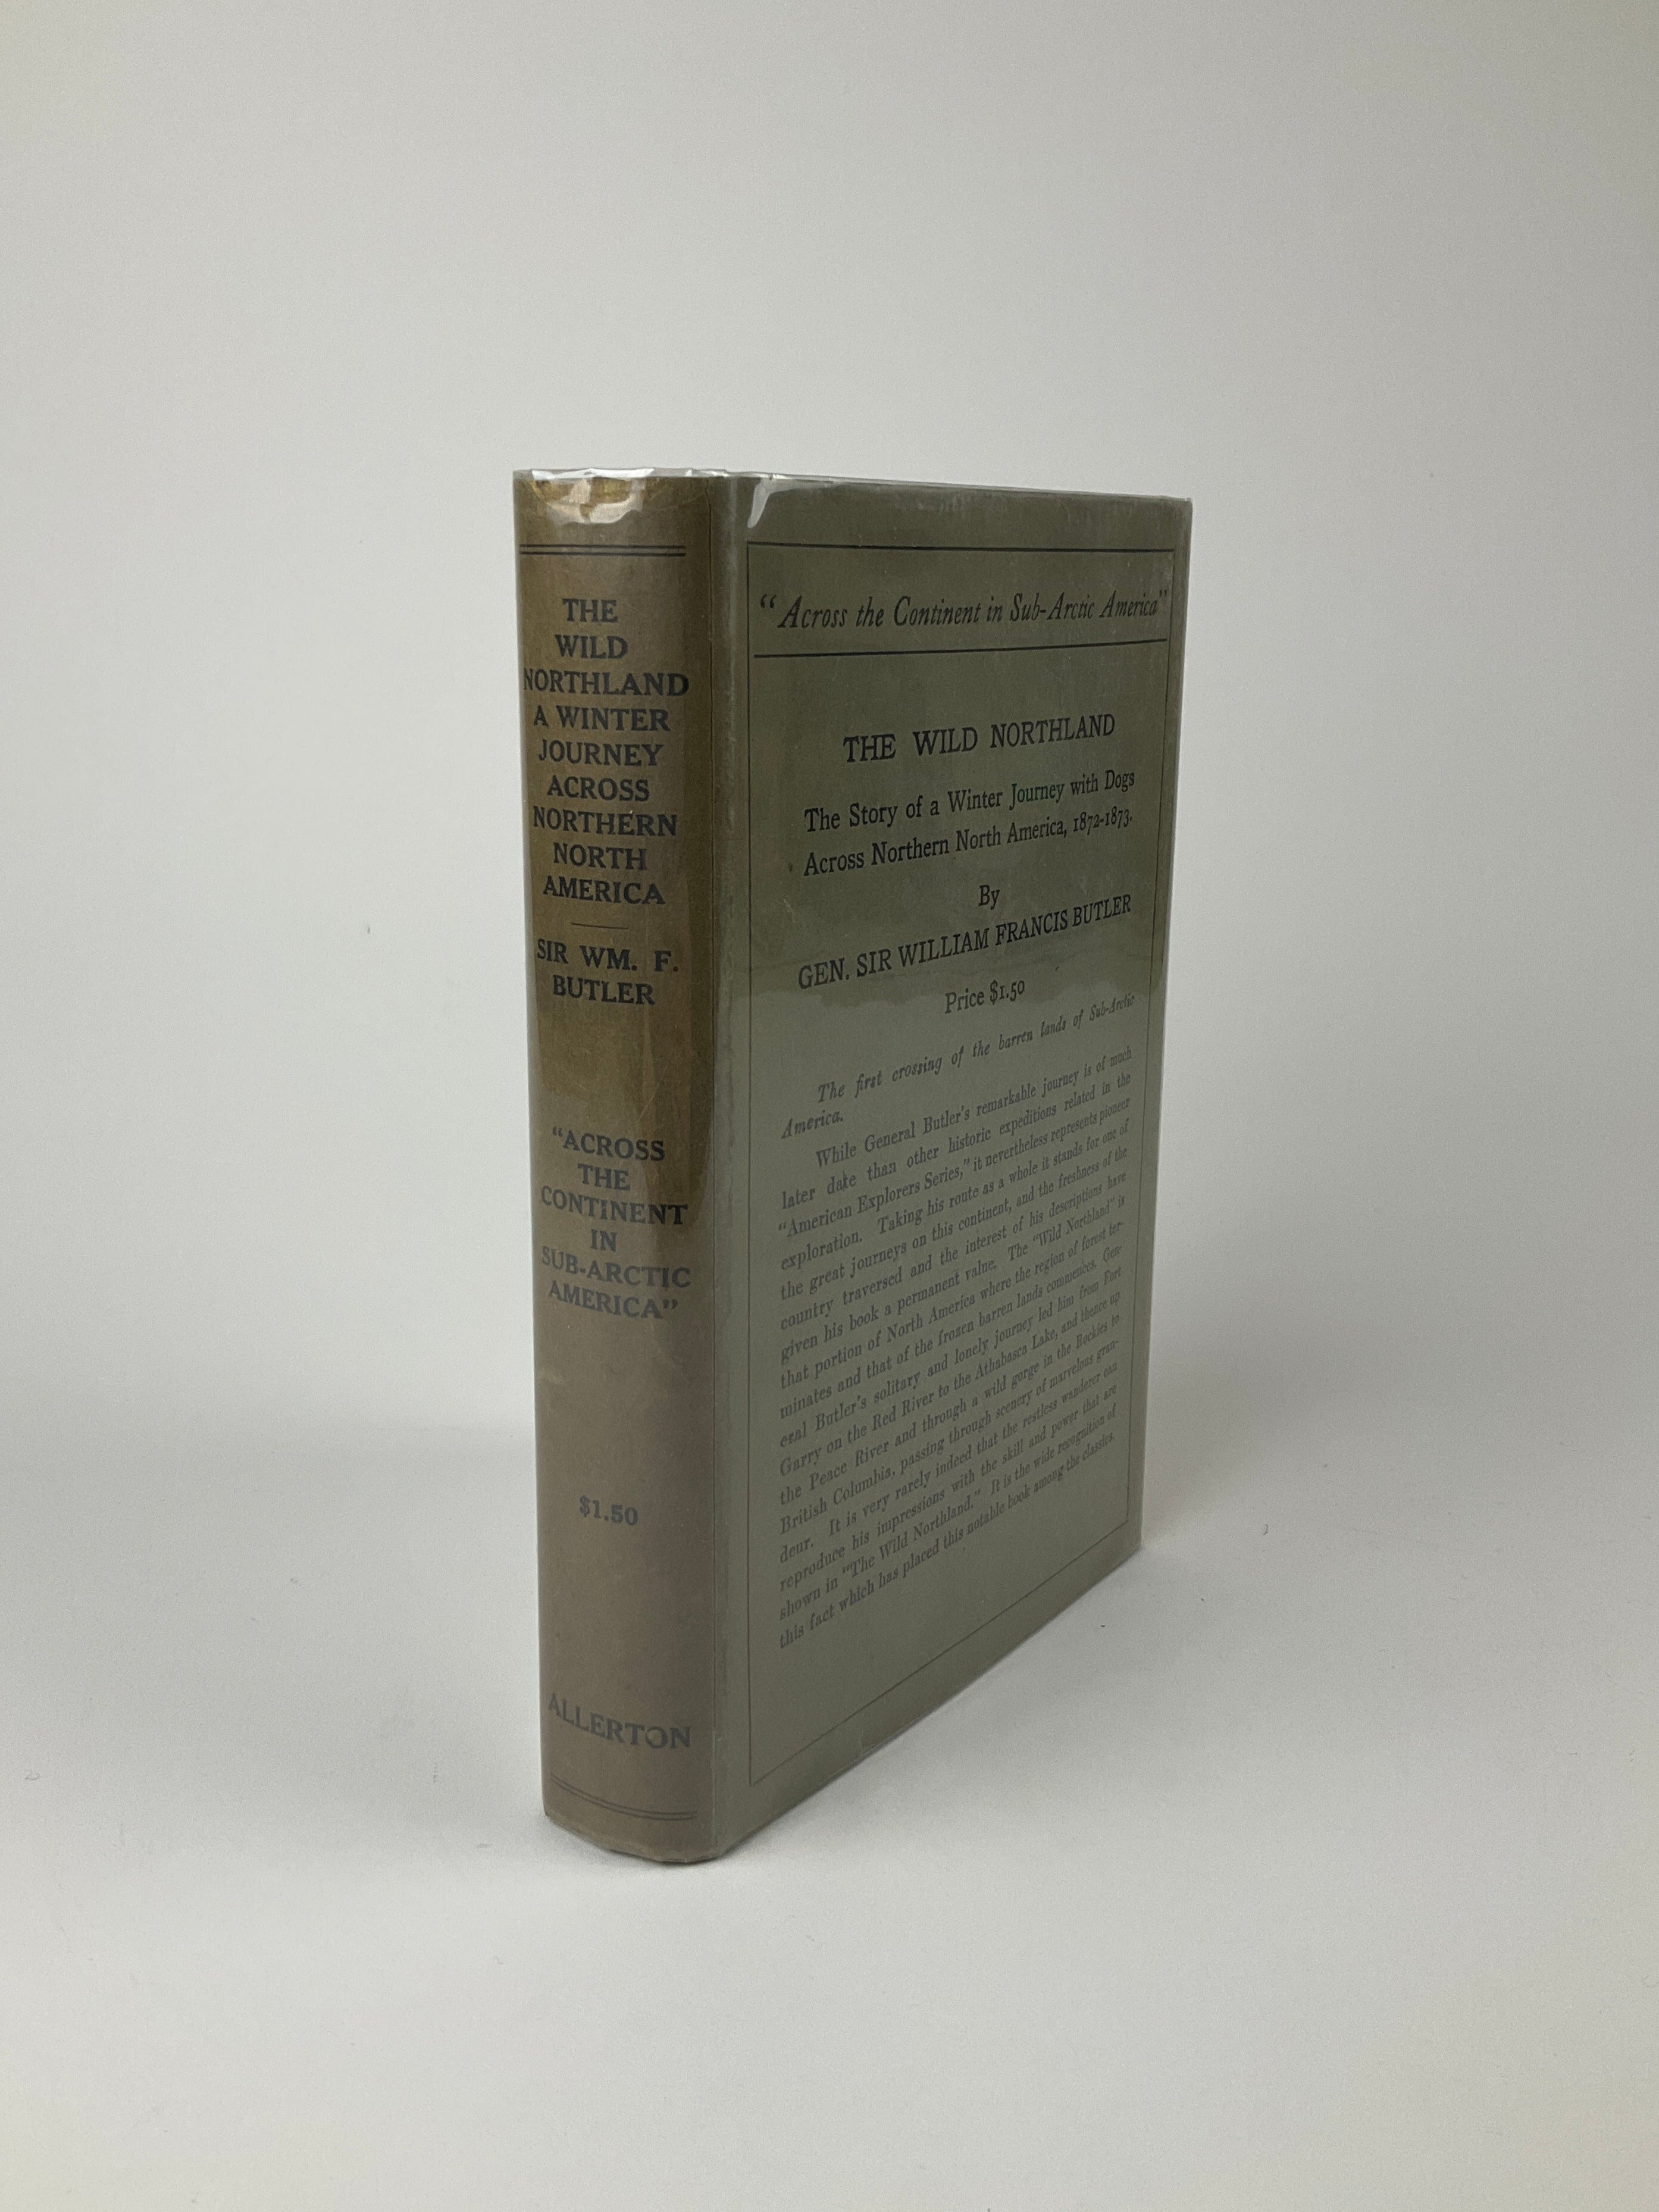 THE
WILD
NORTHLAND
A WINTER
JOURNEY
ACROSS
NORTHERN
NORTH
AMERICA
SIR WM. F.
BUTLER
"ACROSS
THE
CONTINENT
IN
SUB-ARCTIC
AMERICA"
$1.50
ALLERTON
"Across the Continent in Sub-Arctic America"
THE WILD NORTHLAND
The Story of a Winter Journey with Dogs
Across Northern North America, 1872-1873.
By
GEN. SIR WILLIAM FRANCIS BUTLER
Price $1.50
The first crossing of the barren lands of Sub-Arctic
America.
While General Butler's remarkable journey is of much
later date than other historic expeditions related in the
"American Explorers Series," it nevertheless represents pioneer
exploration. Taking his route as a whole it stands for one of
the great journeys on this continent, and the freshness of the
country traversed and the interest of his descriptions have
given his book a permanent value. The "Wild Northland" is
that portion of North America where the region of forest ter-
minates and that of the frozen barren lands commences. Gen-
eral Butler's solitary and lonely journey led him from Fort
Garry on the Red River to the Athabasca Lake, and thence up
the Peace River and through a wild gorge in the Rockies to
British Columbia, passing through scenery of marvelous gran-
deur. It is very rarely indeed that the restless wanderer can
reproduce his impressions with the skill and power that are
shown in "The Wild Northland." It is the wide recognition of
this fact which has placed this notable book among the classics.